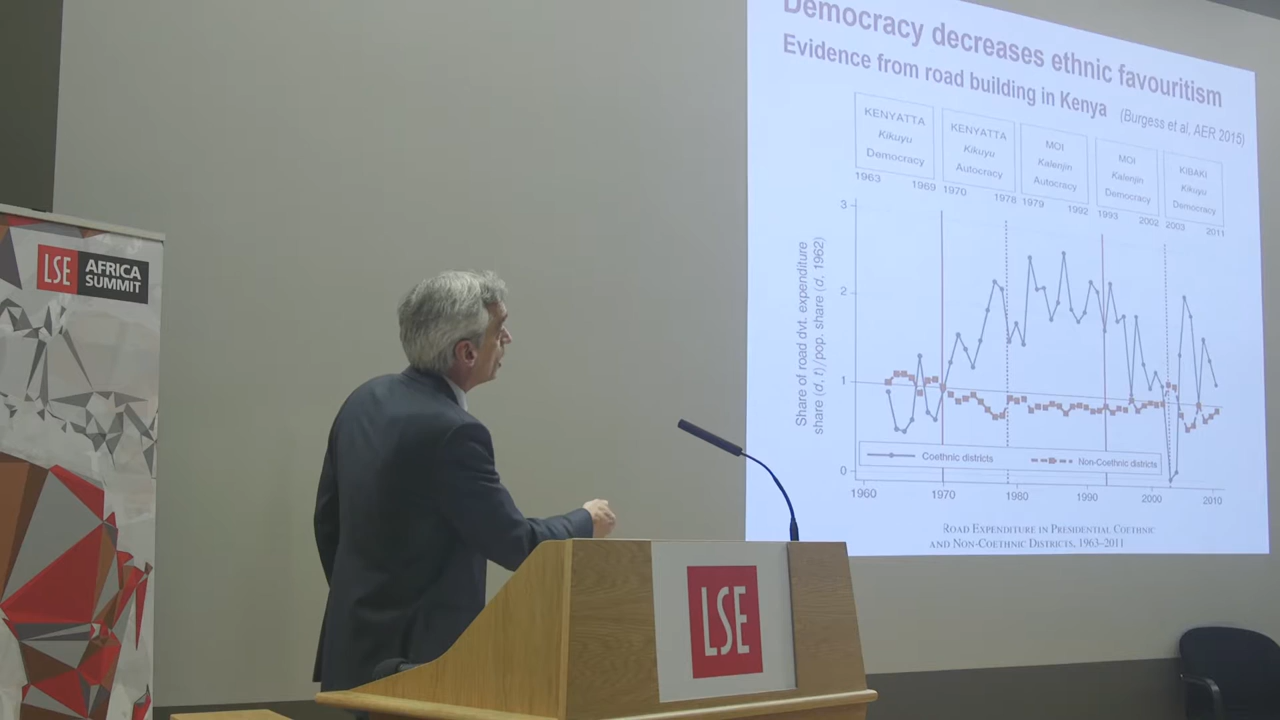 LSE AFRICA
SUMMIT
Democracy decreases ethnic favouritism
Evidence from road building in Kenya (Burgess et al, AER 2015)
KENYATTA
Kikuyu
Democracy
1963 1969
KENYATTA
Kikuyu
Autocracy
1970 1978
MOI
Kalenjin
Autocracy
1979 1992
MOI
Kalenjin
Democracy
1993 2002
KIBAKI
Kikuyu
Democracy
2003 2011
Share of road dvt. expenditure
share (d, t)/pop. share (d, 1962)
3
2
1
0
Coethnic districts Non-Coethnic districts
1960 1970 1980 1990 2000 2010
ROAD EXPENDITURE IN PRESIDENTIAL COETHNIC
AND NON-COETHNIC DISTRICTS, 1963–2011
LSE